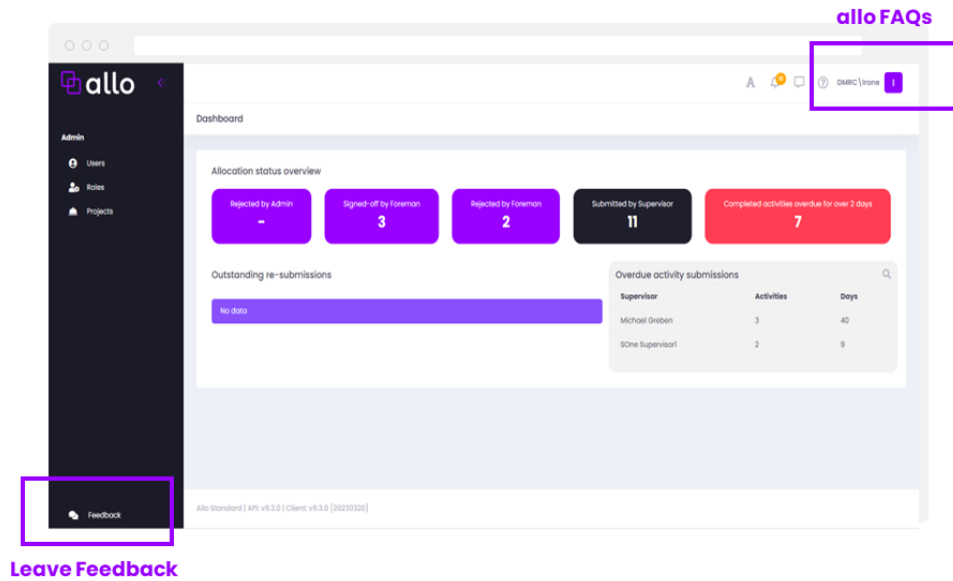 allo FAQs
allo
A
DMRC\Irone
I
Dashboard
Admin
Users
Roles
Projects
Allocation status overview
Rejected by Admin
-
Signed-off by Foreman
3
Rejected by Foreman
2
Submitted by Supervisor
11
Completed activities overdue for over 2 days
7
Outstanding re-submissions
No data
Overdue activity submissions
Supervisor Activities Days
Michael Greben 3 40
SOne Supervisor1 2 9
Feedback
Allo Standard | API: v9.3.0 | Client: v9.3.0 [20230320]
Leave Feedback